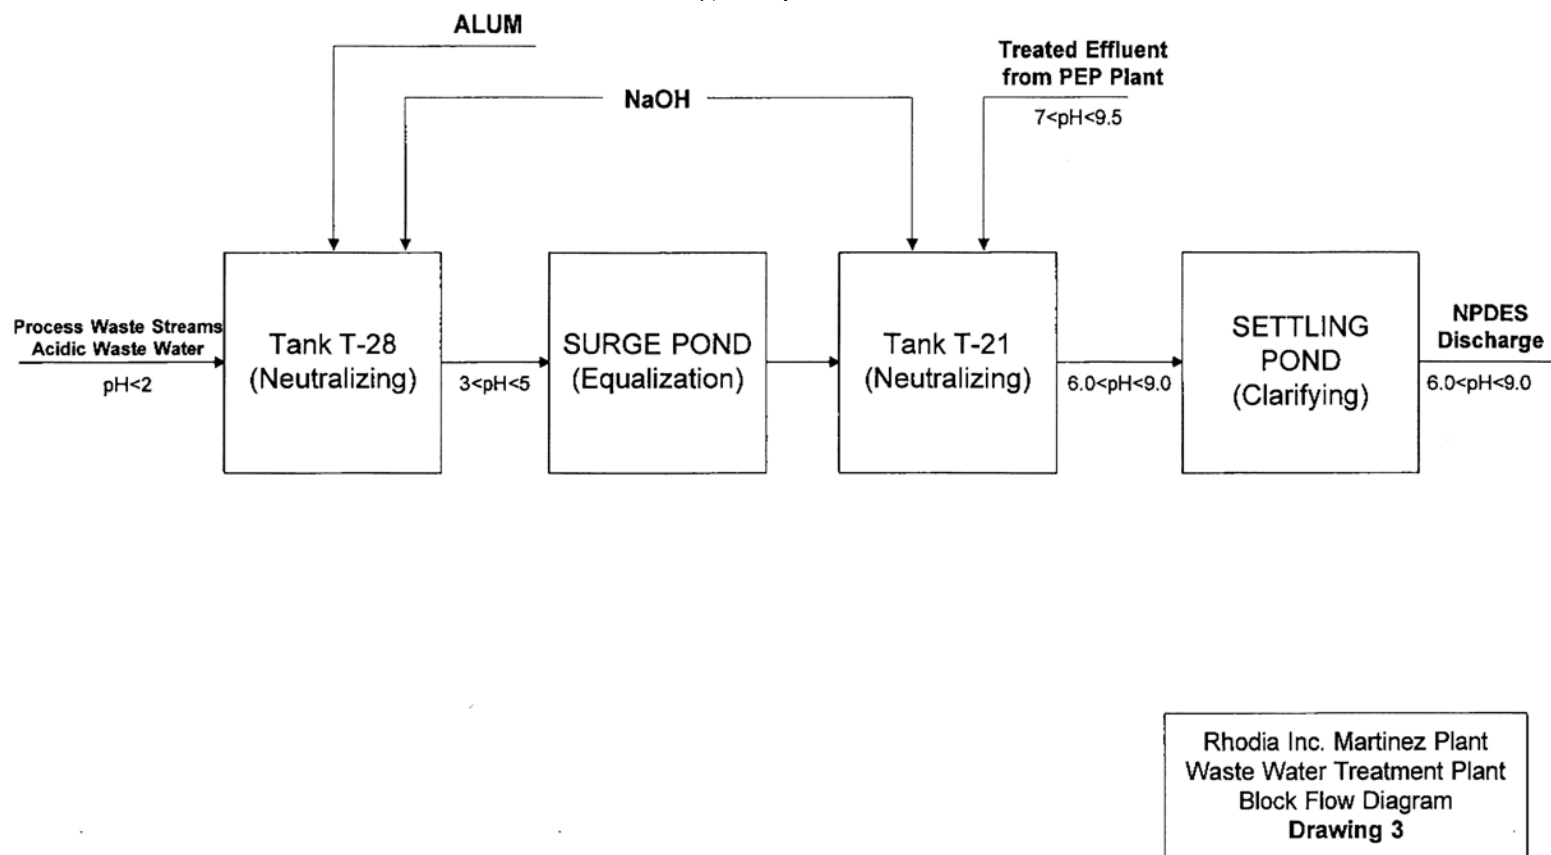 ALUM
NaOH
Treated Effluent
from PEP Plant
7<pH<9.5
Process Waste Streams
Acidic Waste Water
pH<2
Tank T-28
(Neutralizing)
3<pH<5
SURGE POND
(Equalization)
Tank T-21
(Neutralizing)
6.0<pH<9.0
SETTLING
POND
(Clarifying)
NPDES
Discharge
6.0<pH<9.0
Rhodia Inc. Martinez Plant
Waste Water Treatment Plant
Block Flow Diagram
Drawing 3